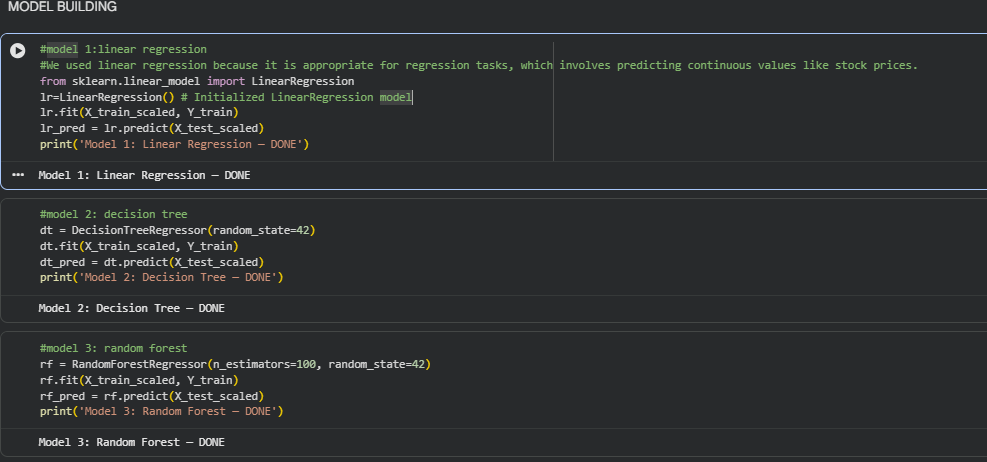 MODEL BUILDING
#model 1:linear regression
#We used linear regression because it is appropriate for regression tasks, which involves predicting continuous values like stock prices.
from sklearn.linear_model import LinearRegression
lr=LinearRegression() # Initialized LinearRegression model
lr.fit(X_train_scaled, Y_train)
lr_pred = lr.predict(X_test_scaled)
print('Model 1: Linear Regression — DONE')
Model 1: Linear Regression — DONE
#model 2: decision tree
dt = DecisionTreeRegressor(random_state=42)
dt.fit(X_train_scaled, Y_train)
dt_pred = dt.predict(X_test_scaled)
print('Model 2: Decision Tree — DONE')
Model 2: Decision Tree — DONE
#model 3: random forest
rf = RandomForestRegressor(n_estimators=100, random_state=42)
rf.fit(X_train_scaled, Y_train)
rf_pred = rf.predict(X_test_scaled)
print('Model 3: Random Forest — DONE')
Model 3: Random Forest — DONE